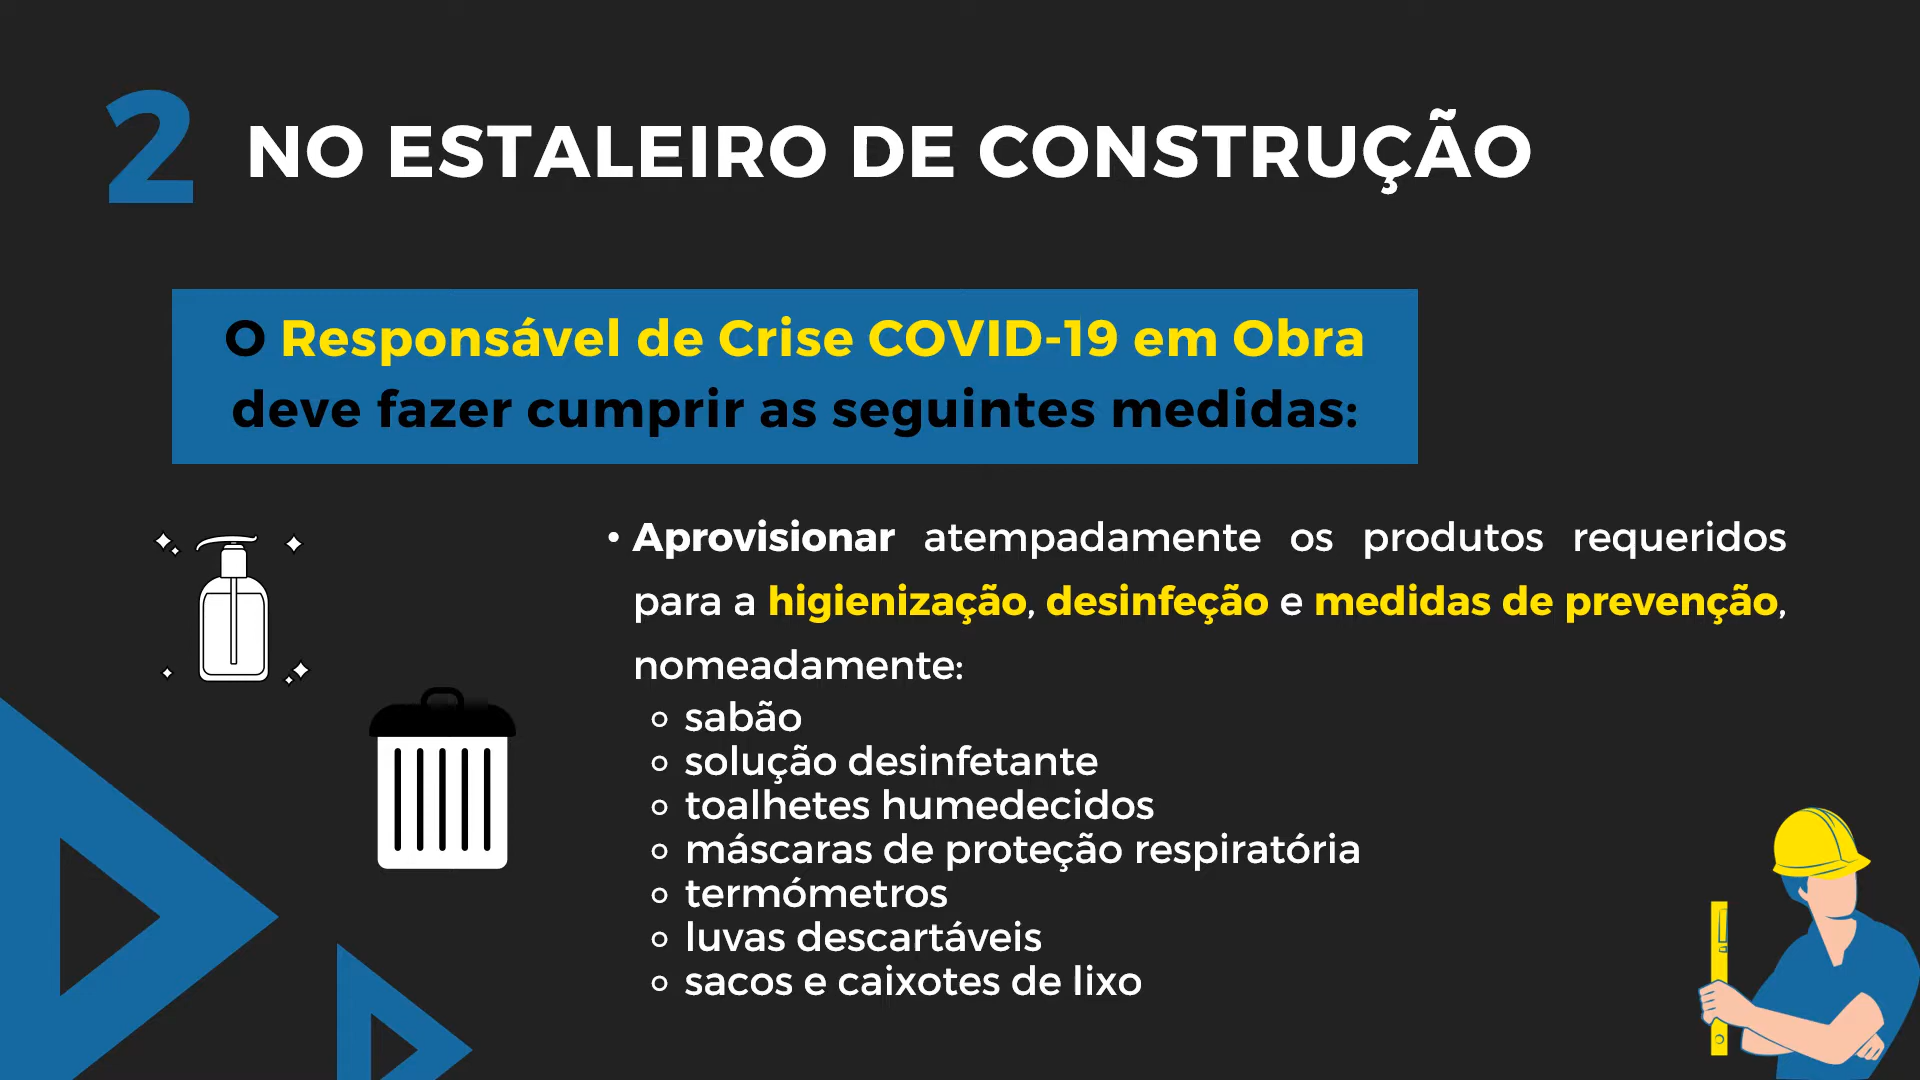 2 NO ESTALEIRO DE CONSTRUÇÃO
O Responsável de Crise COVID-19 em Obra
deve fazer cumprir as seguintes medidas:
• Aprovisionar atempadamente os produtos requeridos
para a higienização, desinfeção e medidas de prevenção,
nomeadamente:
sabão
solução desinfetante
toalhetes humedecidos
máscaras de proteção respiratória
termómetros
luvas descartáveis
sacos e caixotes de lixo